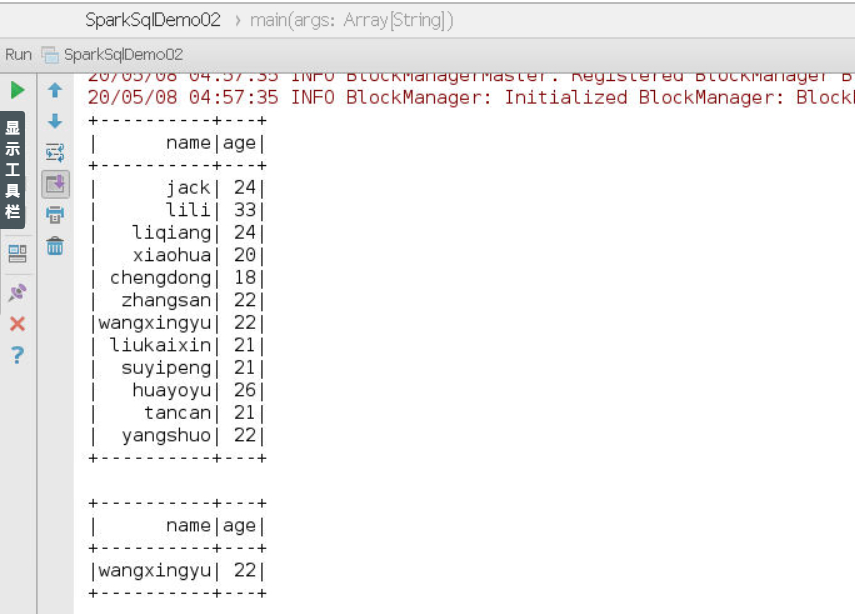 SparkSqlDemo02 › main(args: Array[String])
Run SparkSqlDemo02
20/05/08 04:57:35 INFO BlockManagerMaster: Registered BlockManager B
20/05/08 04:57:35 INFO BlockManager: Initialized BlockManager: Block
显示工具栏
+----------+---+
|      name|age|
+----------+---+
|      jack| 24|
|      lili| 33|
|   liqiang| 24|
|   xiaohua| 20|
| chengdong| 18|
|  zhangsan| 22|
|wangxingyu| 22|
| liukaixin| 21|
|  suyipeng| 21|
|   huayoyu| 26|
|    tancan| 21|
|  yangshuo| 22|
+----------+---+
+----------+---+
|      name|age|
+----------+---+
|wangxingyu| 22|
+----------+---+